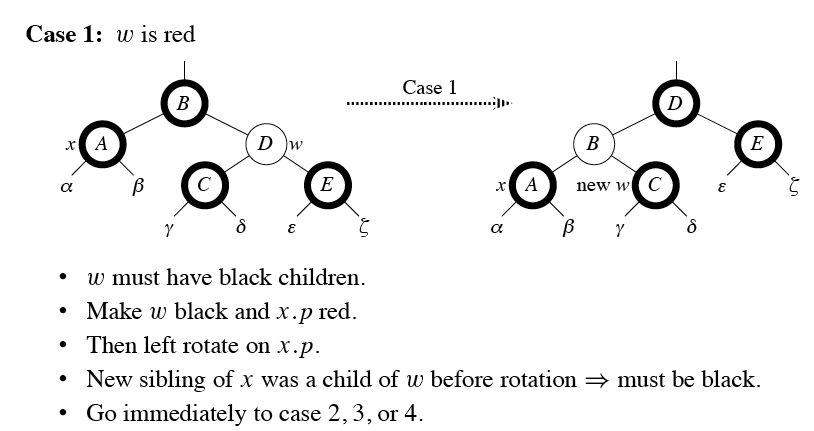 Case 1: w is red
B
Case 1
D
x A
D w
B
E
α
β
C
E
x A
new w C
ε
ζ
γ
δ
ε
ζ
α
β
γ
δ
• w must have black children.
• Make w black and x.p red.
• Then left rotate on x.p.
• New sibling of x was a child of w before rotation ⇒ must be black.
• Go immediately to case 2, 3, or 4.